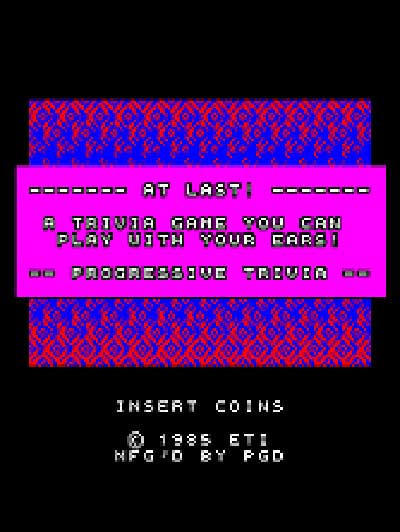 ------- AT LAST! -------
A TRIVIA GAME YOU CAN
PLAY WITH YOUR EARS!
-- PROGRESSIVE TRIVIA --
INSERT COINS
© 1985 ETI
MFG'D BY PGD